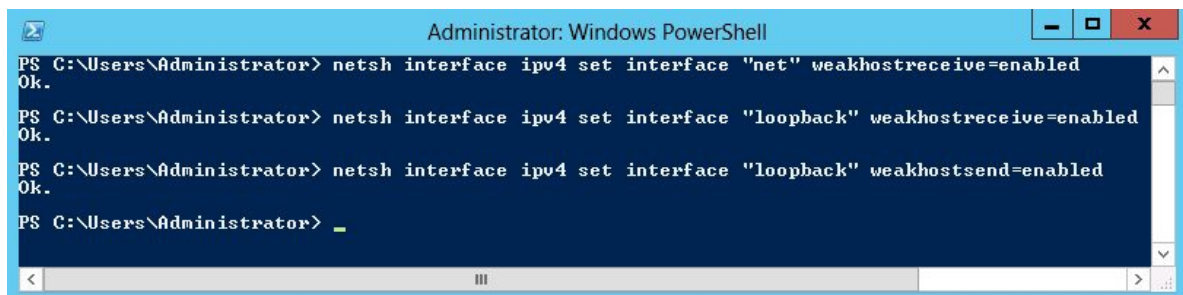 Administrator: Windows PowerShell
PS C:\Users\Administrator> netsh interface ipv4 set interface "net" weakhostreceive=enabled
Ok.
PS C:\Users\Administrator> netsh interface ipv4 set interface "loopback" weakhostreceive=enabled
Ok.
PS C:\Users\Administrator> netsh interface ipv4 set interface "loopback" weakhostsend=enabled
Ok.
PS C:\Users\Administrator> _